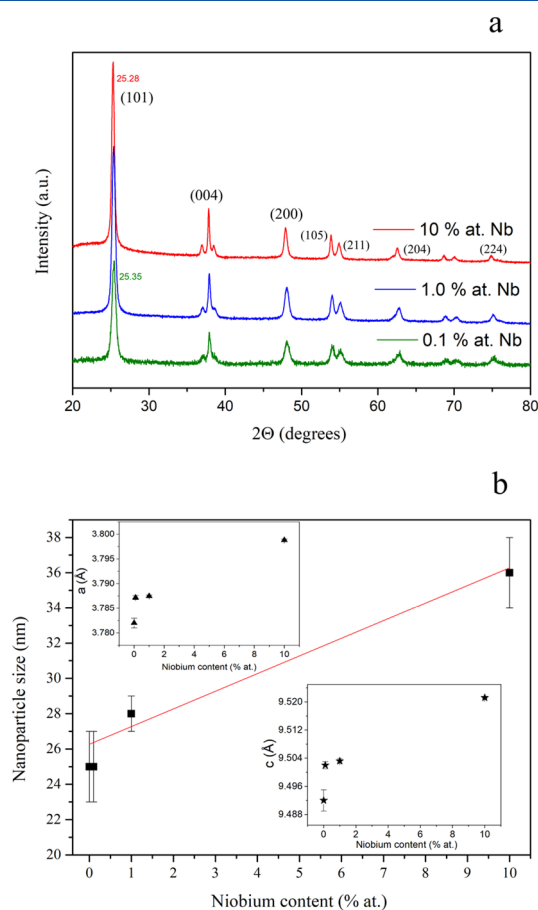 a
25.28
(101)
(004)
(200)
(105)
(211)
(204)
(224)
10 % at. Nb
25.35
1.0 % at. Nb
0.1 % at. Nb
Intensity (a.u.)
20 30 40 50 60 70 80
2Θ (degrees)
b
38
36
34
32
30
28
26
24
22
20
Nanoparticle size (nm)
3.800
3.795
3.790
3.785
3.780
a (Å)
0 2 4 6 8 10
Niobium content (% at.)
9.520
9.512
9.504
9.496
9.488
c (Å)
0 2 4 6 8 10
Niobium content (% at.)
0 1 2 3 4 5 6 7 8 9 10
Niobium content (% at.)